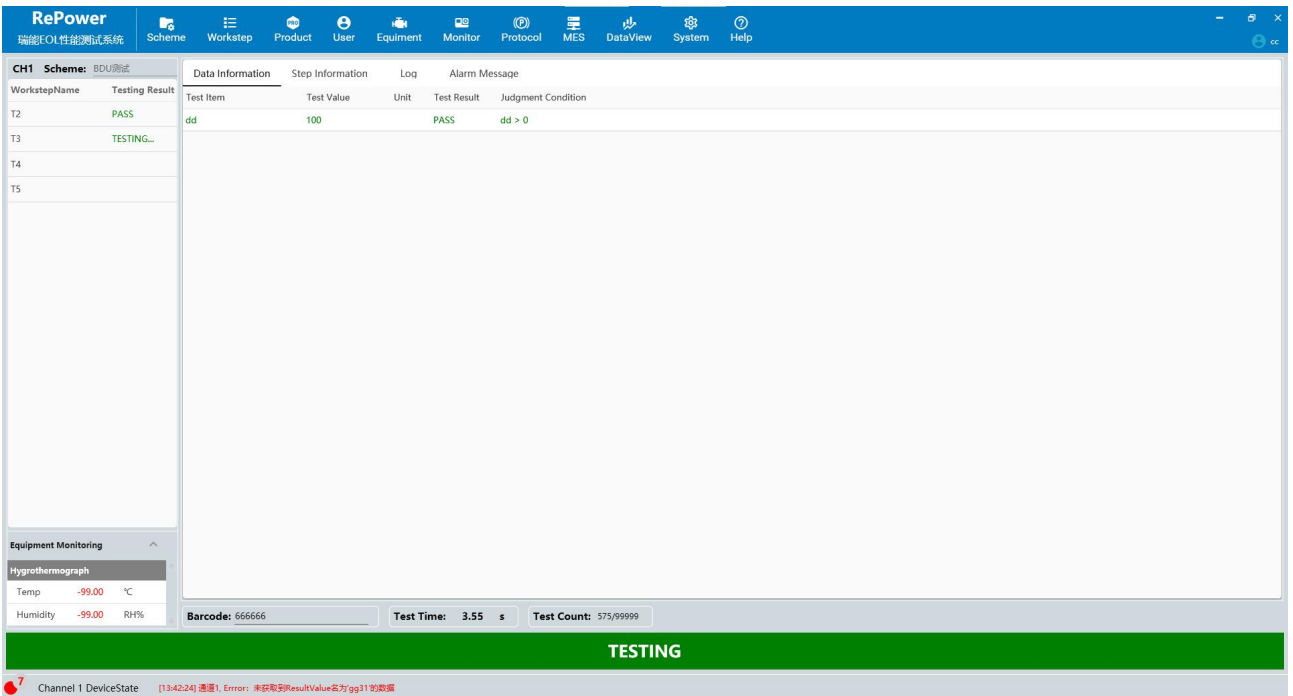 RePower
瑞能EOL性能测试系统
Scheme Workstep Product User Equiment Monitor Protocol MES DataView System Help
PRO
(P)
cc
CH1 Scheme: BDU测试
WorkstepName Testing Result
T2 PASS
T3 TESTING...
T4
T5
Data Information Step Information Log Alarm Message
Test Item Test Value Unit Test Result Judgment Condition
dd 100 PASS dd > 0
Equipment Monitoring
Hygrothermograph
Temp -99.00 ℃
Humidity -99.00 RH%
Barcode: 666666 Test Time: 3.55 s Test Count: 575/99999
TESTING
7 Channel 1 DeviceState [13:42:24] 通道1, Errror: 未获取到ResultValue名为'gg31'的数据